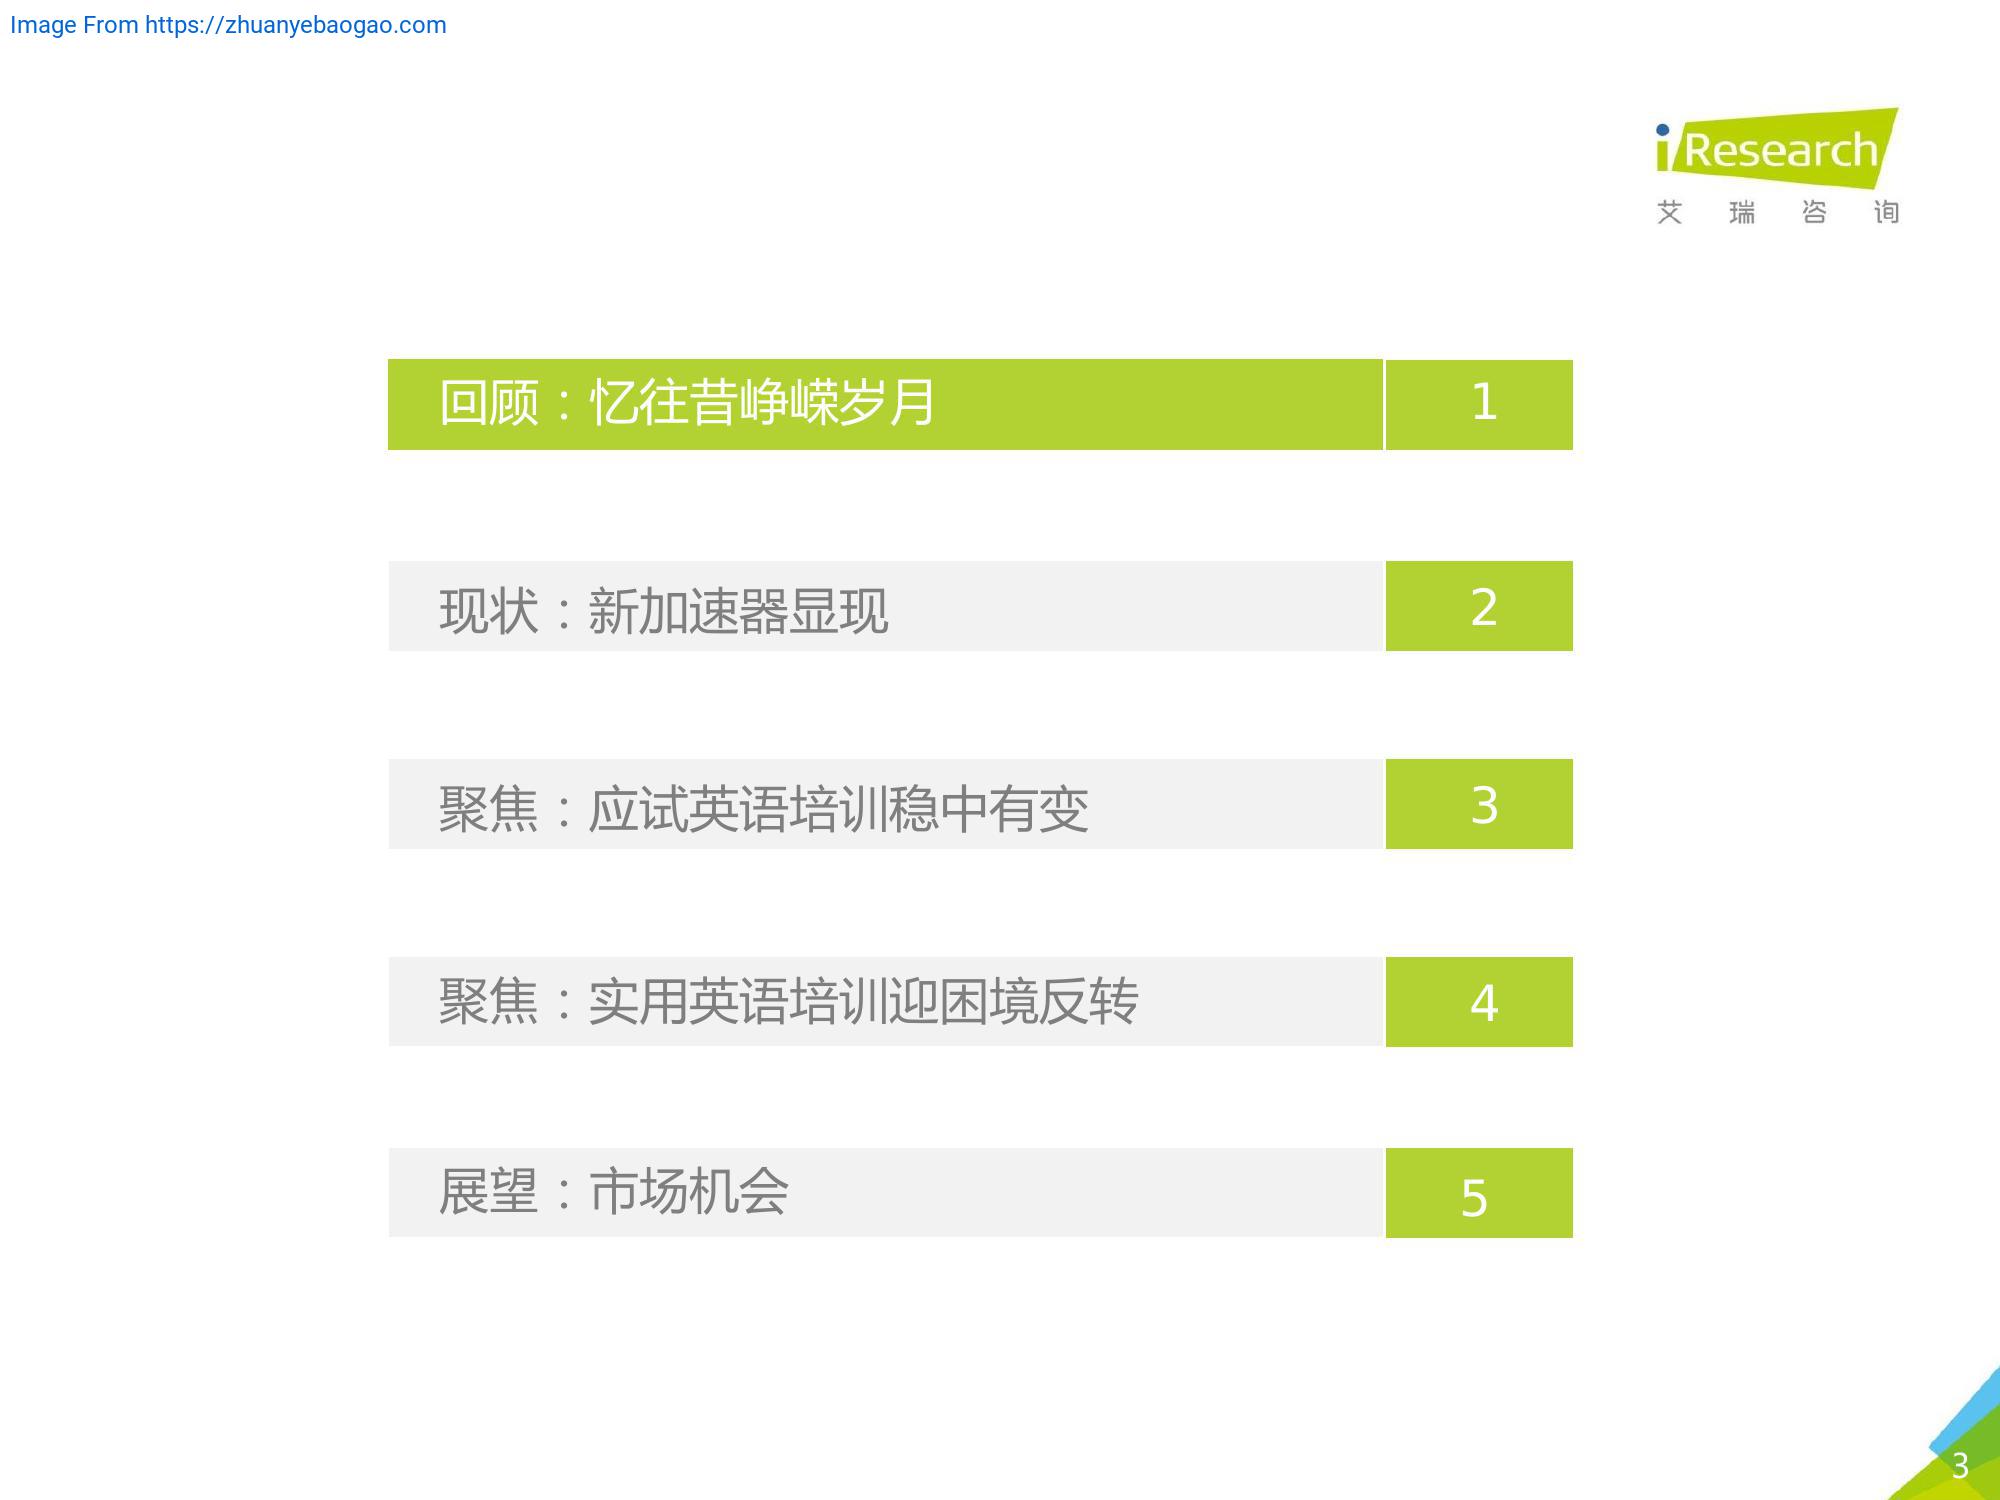 Image From https://zhuanyebaogao.com
iResearch
艾瑞咨询
回顾：忆往昔峥嵘岁月 1
现状：新加速器显现 2
聚焦：应试英语培训稳中有变 3
聚焦：实用英语培训迎困境反转 4
展望：市场机会 5
3